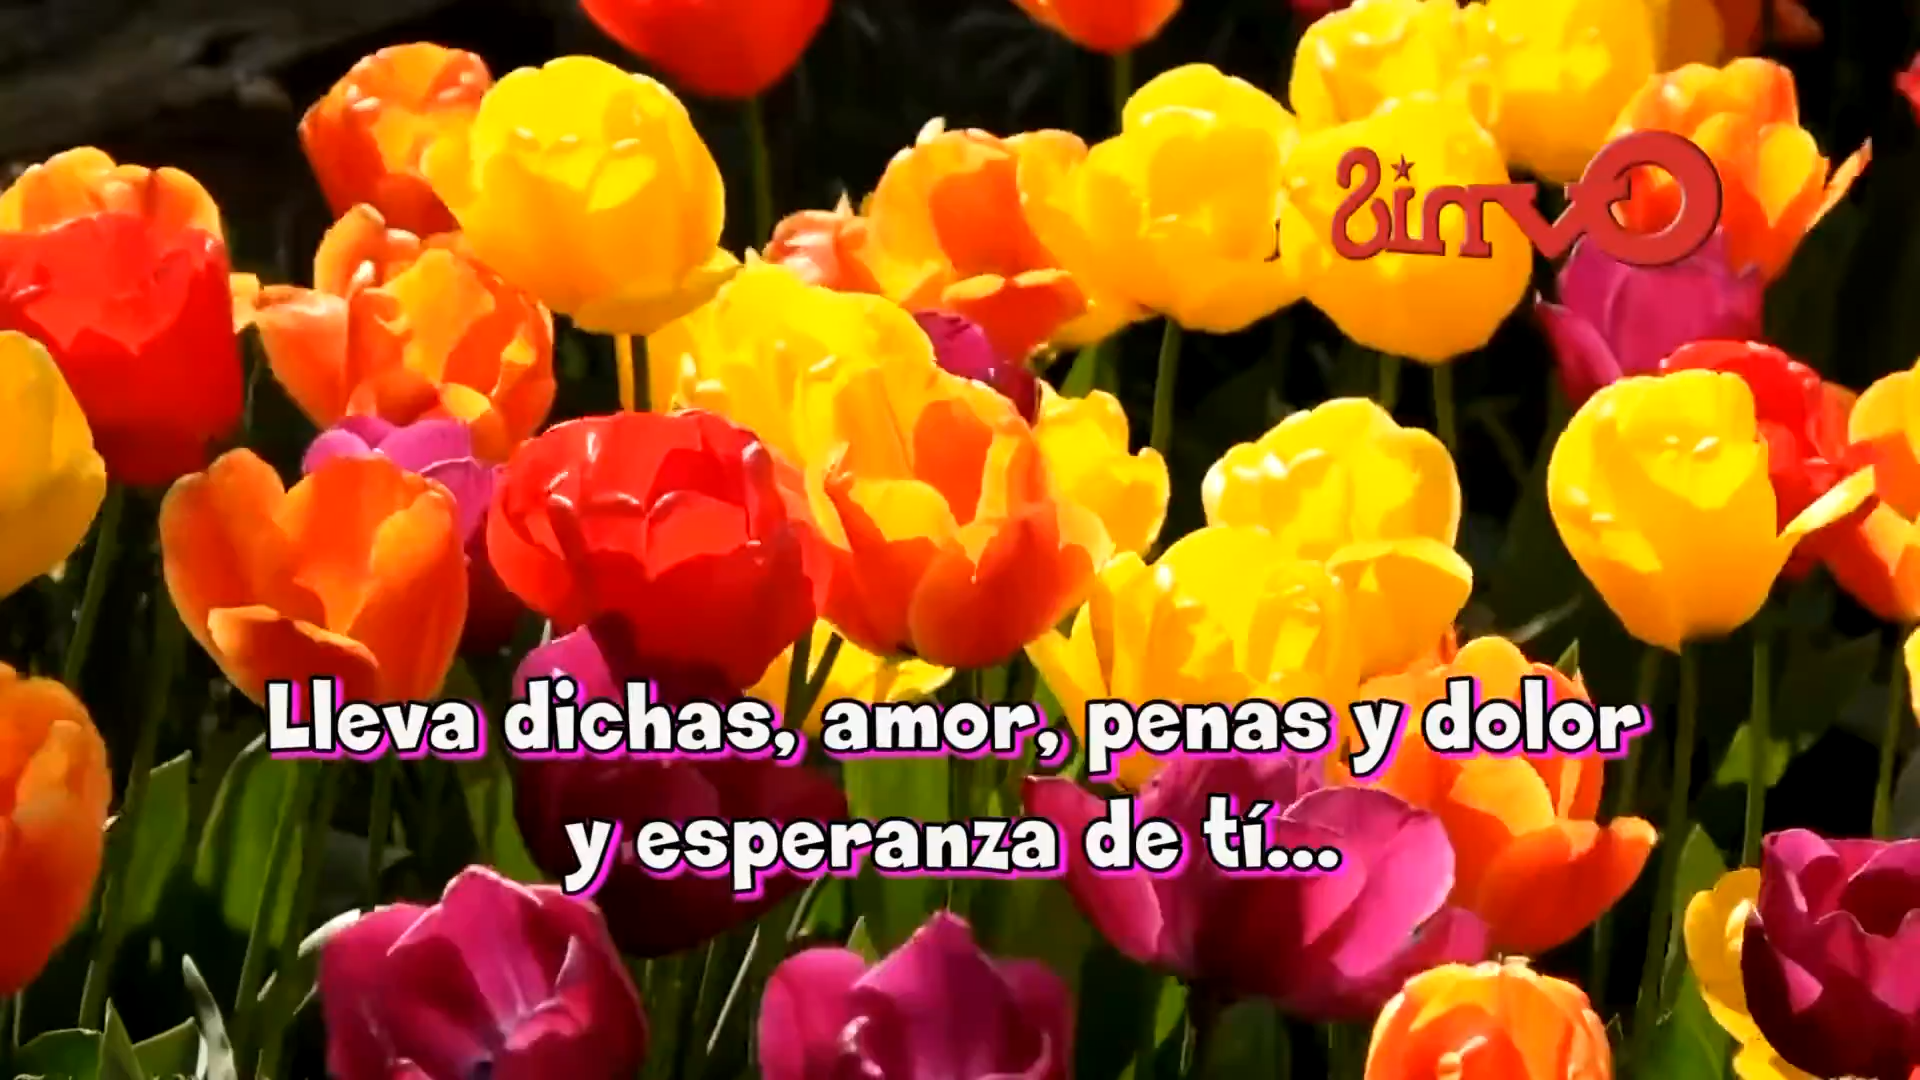 Lleva dichas, amor, penas y dolor
y esperanza de tí...